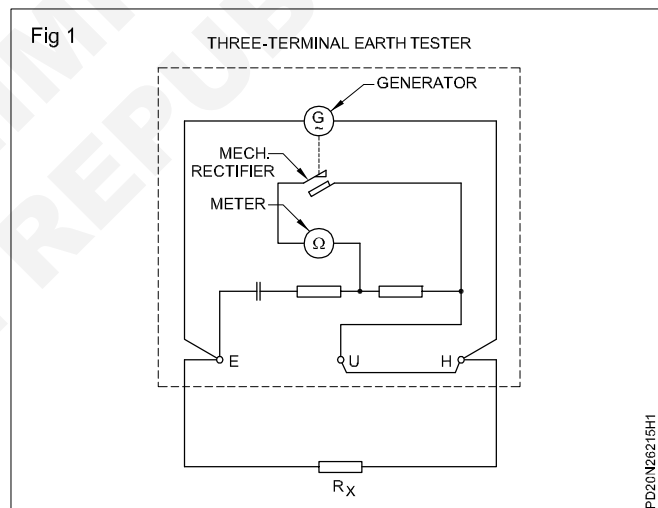 Fig 1
THREE-TERMINAL EARTH TESTER
GENERATOR
G
~
MECH.
RECTIFIER
METER
Ω
E
U
H
RX
PD20N26215H1